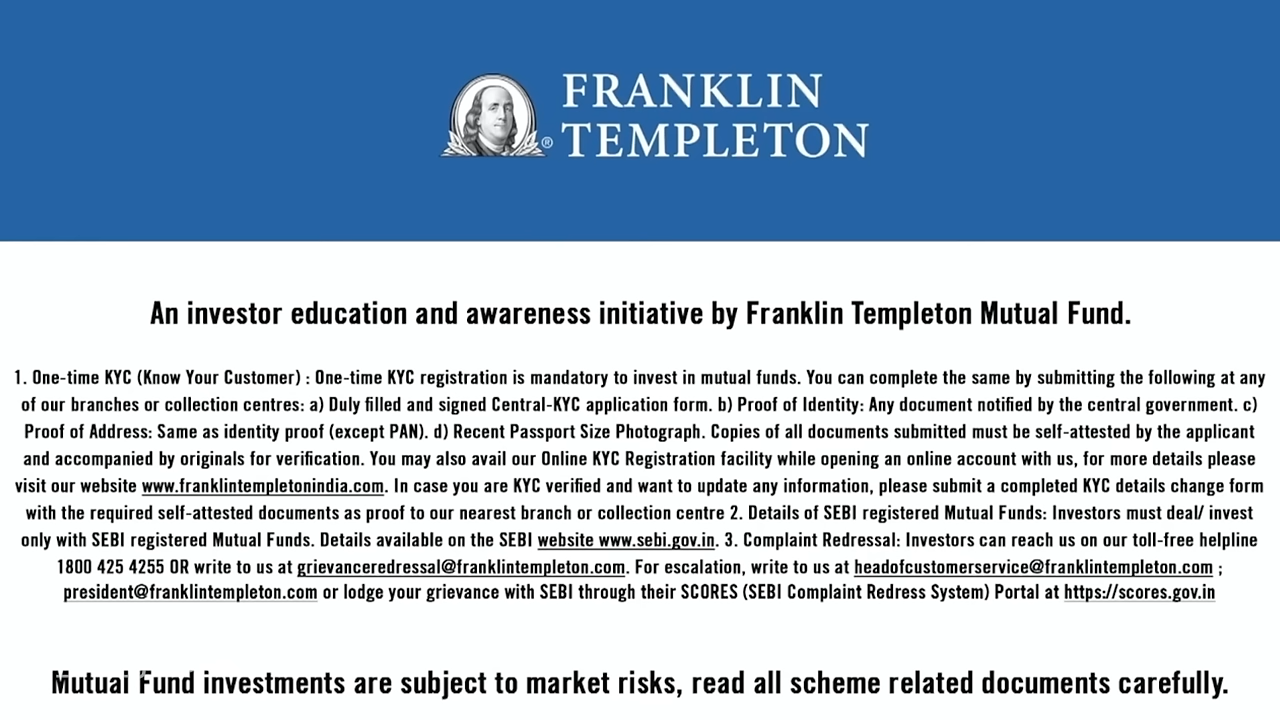 FRANKLIN
TEMPLETON
®
An investor education and awareness initiative by Franklin Templeton Mutual Fund.
1. One-time KYC (Know Your Customer) : One-time KYC registration is mandatory to invest in mutual funds. You can complete the same by submitting the following at any
of our branches or collection centres: a) Duly filled and signed Central-KYC application form. b) Proof of Identity: Any document notified by the central government. c)
Proof of Address: Same as identity proof (except PAN). d) Recent Passport Size Photograph. Copies of all documents submitted must be self-attested by the applicant
and accompanied by originals for verification. You may also avail our Online KYC Registration facility while opening an online account with us, for more details please
visit our website www.franklintempletonindia.com. In case you are KYC verified and want to update any information, please submit a completed KYC details change form
with the required self-attested documents as proof to our nearest branch or collection centre 2. Details of SEBI registered Mutual Funds: Investors must deal/ invest
only with SEBI registered Mutual Funds. Details available on the SEBI website www.sebi.gov.in. 3. Complaint Redressal: Investors can reach us on our toll-free helpline
1800 425 4255 OR write to us at grievanceredressal@franklintempleton.com. For escalation, write to us at headofcustomerservice@franklintempleton.com ;
president@franklintempleton.com or lodge your grievance with SEBI through their SCORES (SEBI Complaint Redress System) Portal at https://scores.gov.in
Mutual Fund investments are subject to market risks, read all scheme related documents carefully.